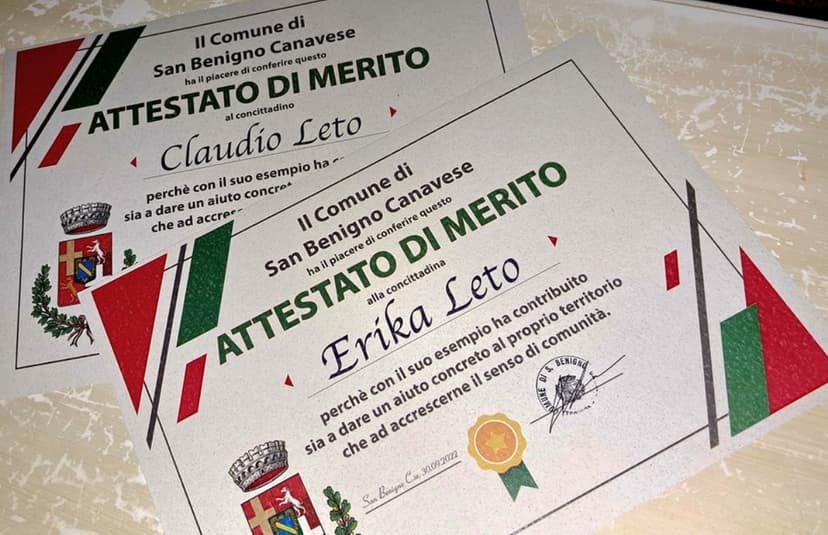 Il Comune di
San Benigno Canavese
ha il piacere di conferire questo
ATTESTATO DI MERITO
al concittadino
Claudio Leto
perchè con il suo esempio ha
sia a dare un aiuto
che ad
Il Comune di
San Benigno Canavese
ha il piacere di conferire questo
ATTESTATO DI MERITO
alla concittadina
Erika Leto
perchè con il suo esempio ha contribuito
sia a dare un aiuto concreto al proprio territorio
che ad accrescerne il senso di comunità.
COMUNE DI S. BENIGNO
San Benigno C.se, 30.09.2022